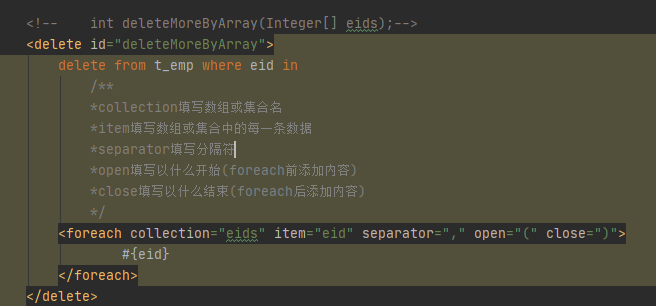 <!--    int deleteMoreByArray(Integer[] eids);-->
<delete id="deleteMoreByArray">
delete from t_emp where eid in
/**
*collection填写数组或集合名
*item填写数组或集合中的每一条数据
*separator填写分隔符
*open填写以什么开始(foreach前添加内容)
*close填写以什么结束(foreach后添加内容)
*/
<foreach collection="eids" item="eid" separator="," open="(" close=")">
#{eid}
</foreach>
</delete>